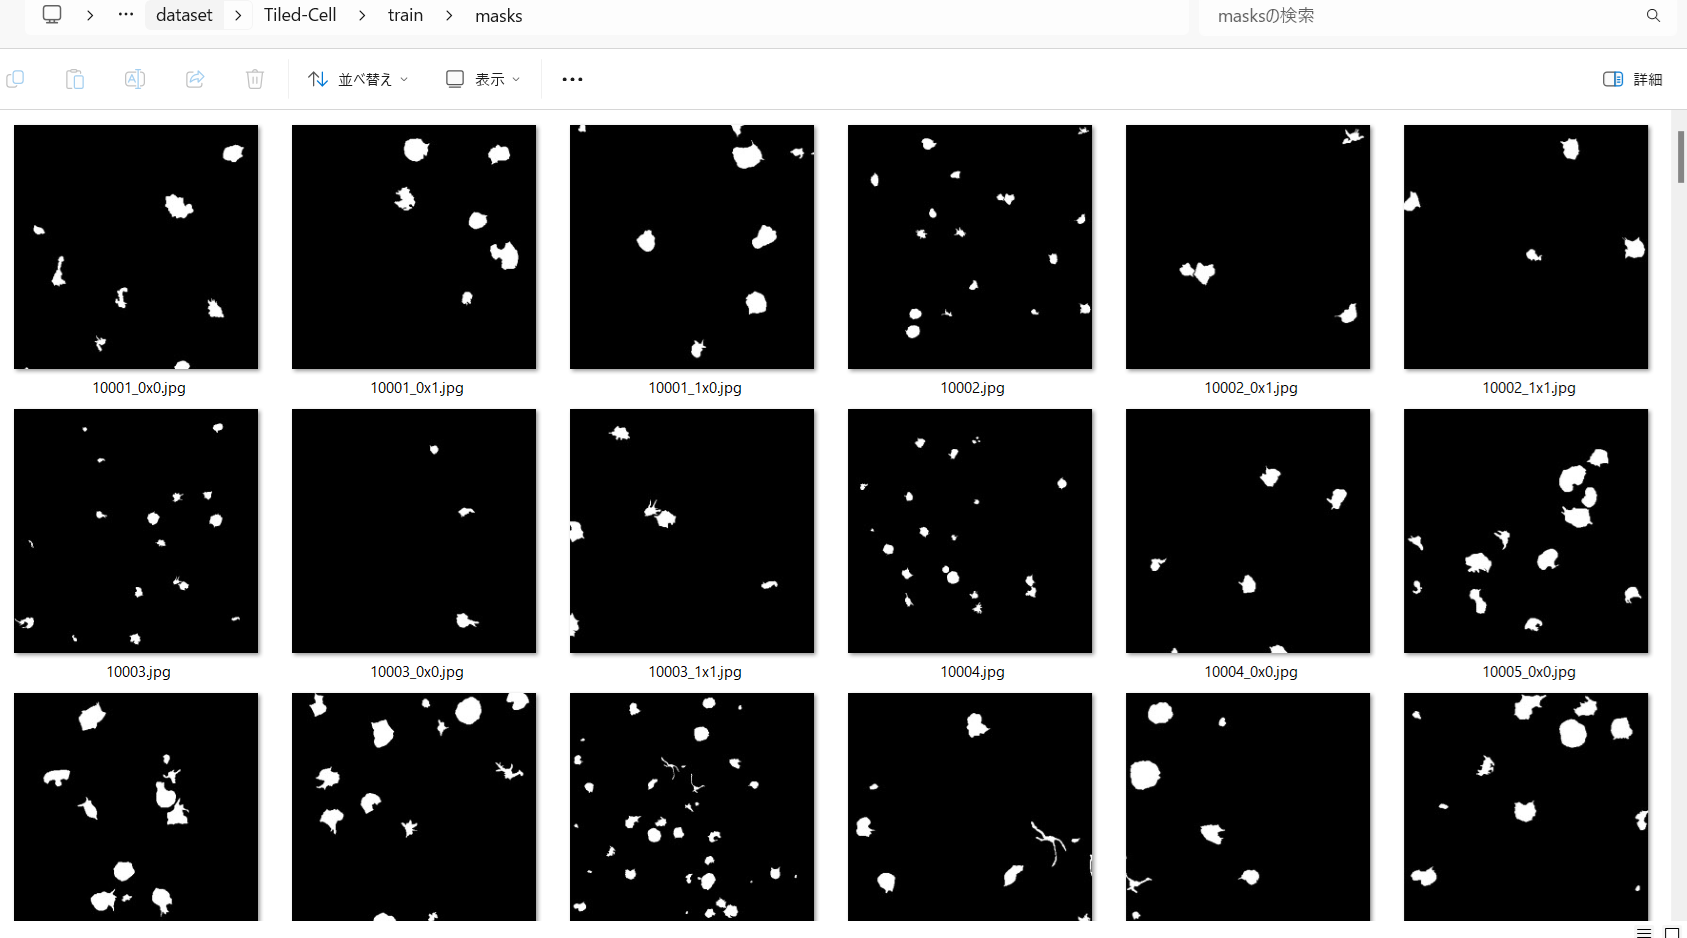 dataset Tiled-Cell train masks
masksの検索
並べ替え 表示 詳細
10001_0x0.jpg 10001_0x1.jpg 10001_1x0.jpg 10002.jpg 10002_0x1.jpg 10002_1x1.jpg
10003.jpg 10003_0x0.jpg 10003_1x1.jpg 10004.jpg 10004_0x0.jpg 10005_0x0.jpg